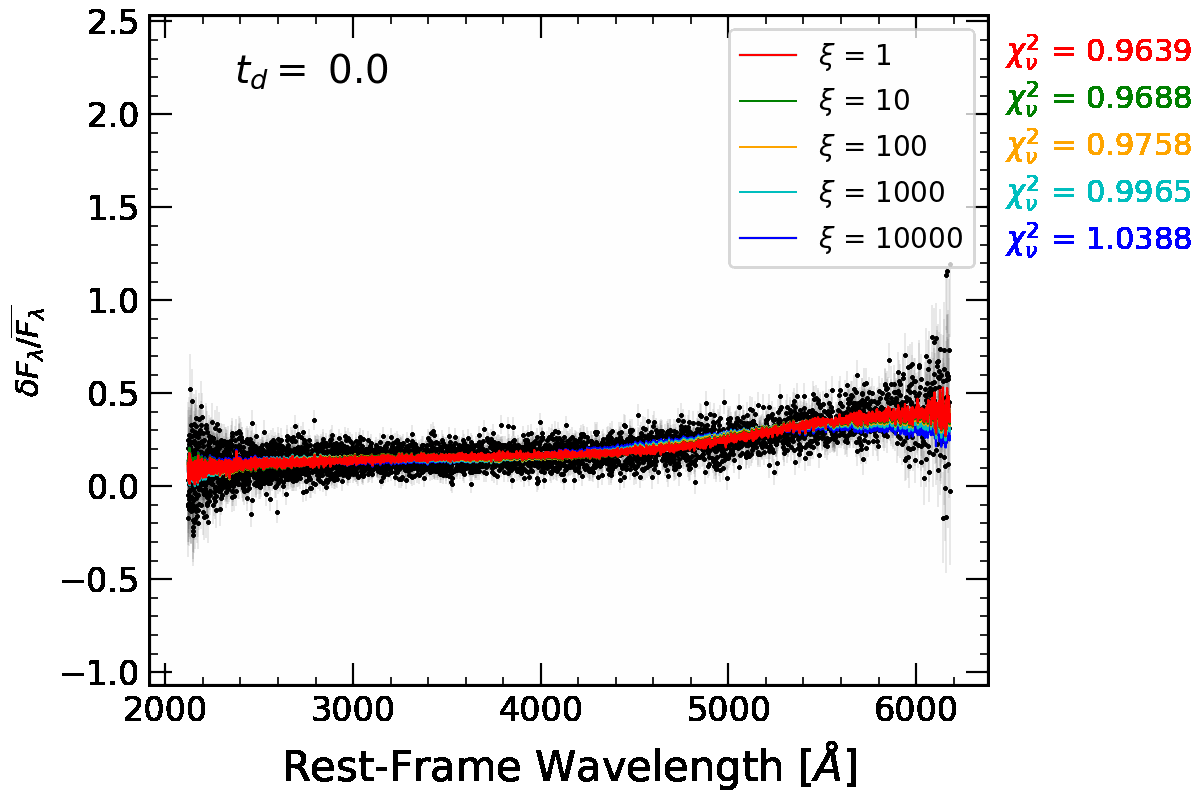 2.5
2.0
1.5
1.0
0.5
0.0
−0.5
−1.0
δF_λ/F̅_λ
t_d = 0.0
ξ = 1
ξ = 10
ξ = 100
ξ = 1000
ξ = 10000
χ²_ν = 0.9639
χ²_ν = 0.9688
χ²_ν = 0.9758
χ²_ν = 0.9965
χ²_ν = 1.0388
2000 3000 4000 5000 6000
Rest-Frame Wavelength [Å]